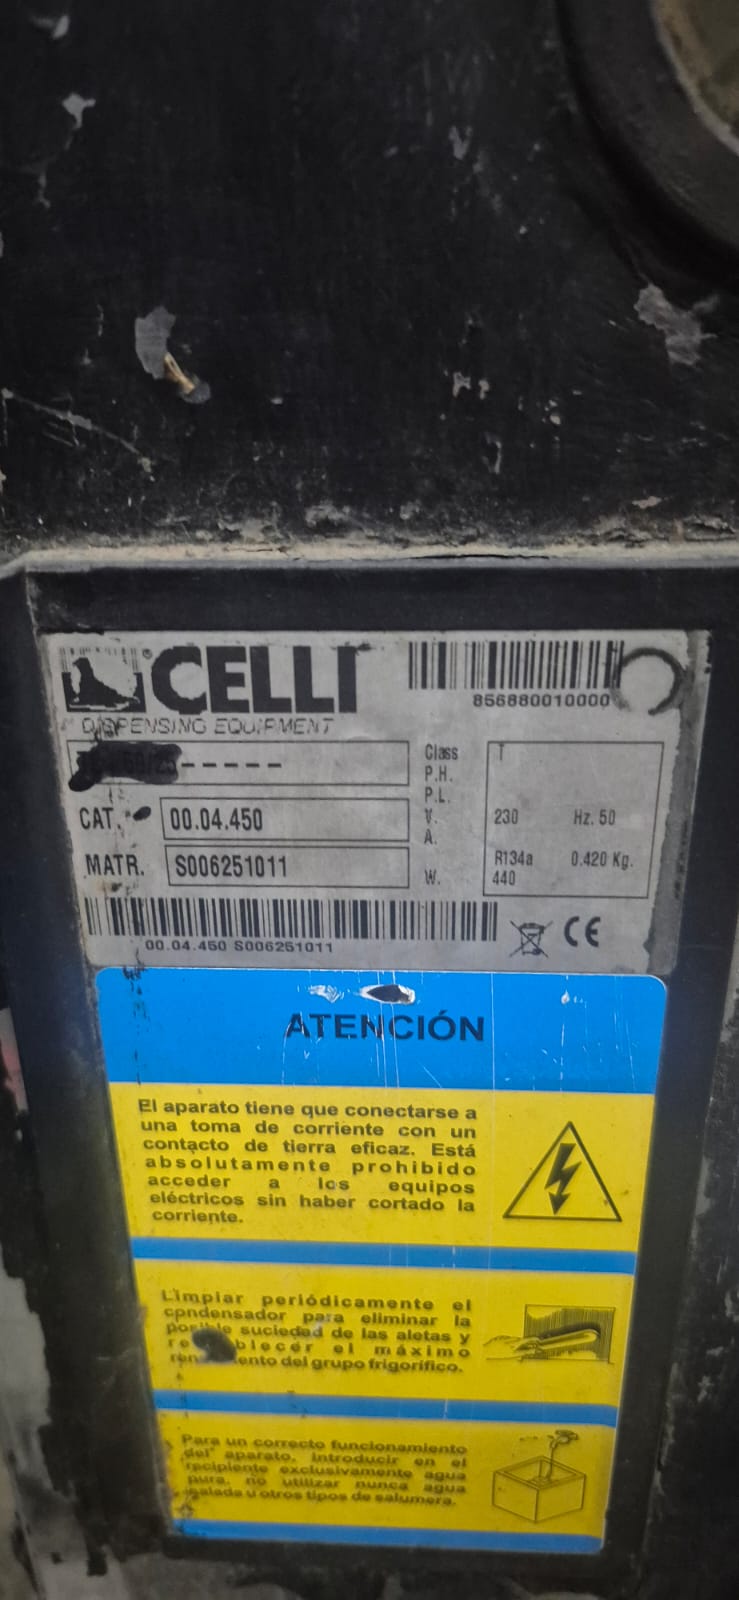 CELLI
DISPENSING EQUIPMENT
856880010000
CAT. 00.04.450
MATR. S006251011
Class T
P.H.
P.L.
V. 230 Hz. 50
A.
R134a 0.420 Kg.
W. 440
00.04.450 S006251011
CE
ATENCIÓN
El aparato tiene que conectarse a
una toma de corriente con un
contacto de tierra eficaz. Está
absolutamente prohibido
acceder a los equipos
eléctricos sin haber cortado la
corriente.
Limpiar periódicamente el
condensador para eliminar la
suciedad de las aletas y
el máximo
del grupo frigorífico.
Para un correcto funcionamiento
del aparato, introducir en el
recipiente exclusivamente agua
pura, no utilizar nunca agua
salada u otros tipos de salumera.